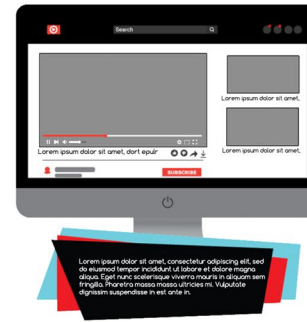 Search
Lorem ipsum dolor sit amet, dort epulr
Lorem ipsum dolor sit amet,
Lorem ipsum dolor sit amet,
SUBSCRIBE
Lorem ipsum dolor sit amet, consectetur adipiscing elit, sed
do eiusmod tempor incididunt ut labore et dolore magna
aliqua. Eget nunc scelerisque viverra mauris in aliquam sem
fringilla. Pharetra massa massa ultricies mi. Vulputate
dignissim suspendisse in est ante in.